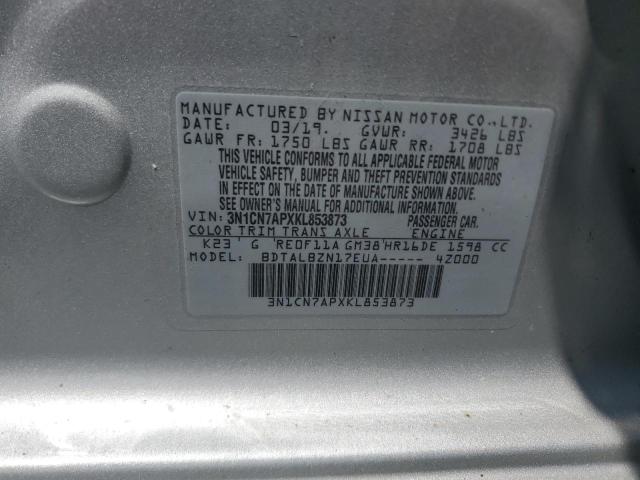 MANUFACTURED BY NISSAN MOTOR CO.,LTD.
DATE: 03/19. GVWR: 3426 LBS
GAWR FR: 1750 LBS GAWR RR: 1708 LBS
THIS VEHICLE CONFORMS TO ALL APPLICABLE FEDERAL MOTOR
VEHICLE SAFETY, BUMPER, AND THEFT PREVENTION STANDARDS
IN EFFECT ON THE DATE OF MANUFACTURE SHOWN ABOVE.
SEE OWNER'S MANUAL FOR ADDITIONAL INFORMATION.
VIN: 3N1CN7APXKL853873 PASSENGER CAR.
COLOR TRIM TRANS AXLE ENGINE
K23 G RE0F11A GM38 HR16DE 1598 CC
MODEL: BDTALBZN17EUA----- 4Z000
3N1CN7APXKL853873